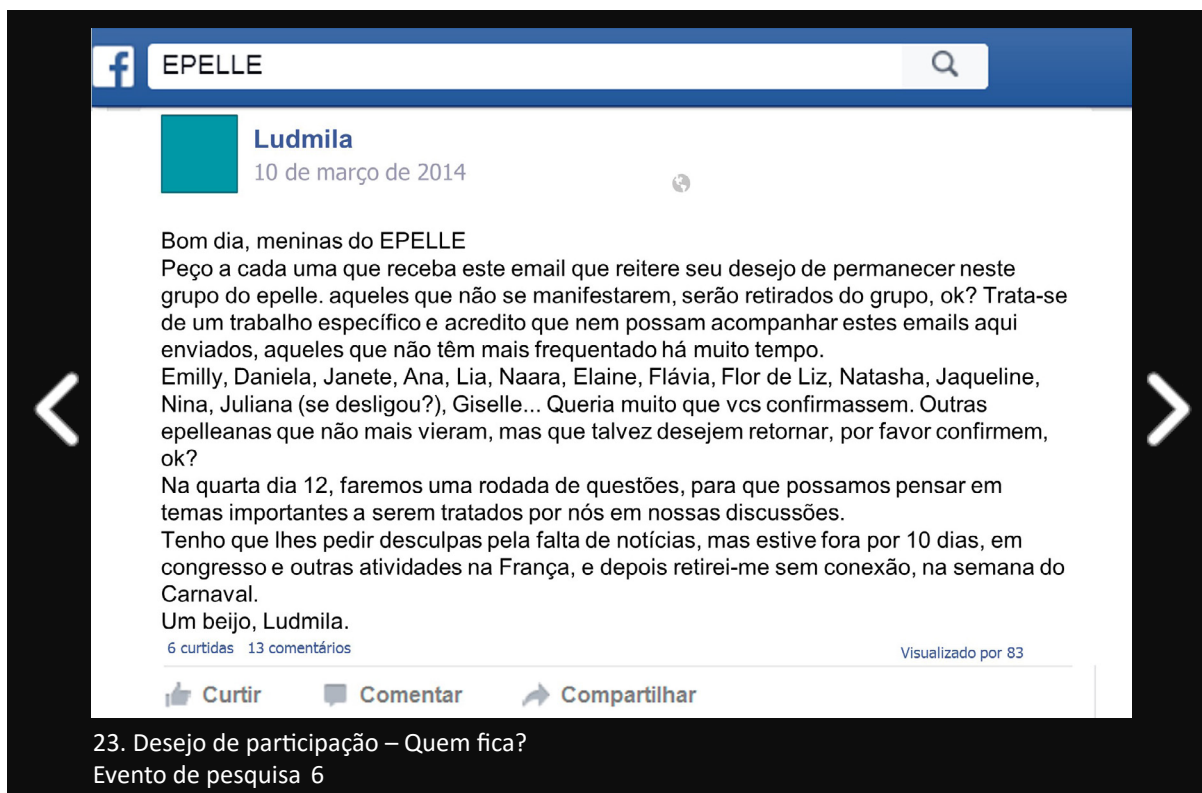 f EPELLE
Ludmila
10 de março de 2014
Bom dia, meninas do EPELLE
Peço a cada uma que receba este email que reitere seu desejo de permanecer neste
grupo do epelle. aqueles que não se manifestarem, serão retirados do grupo, ok? Trata-se
de um trabalho específico e acredito que nem possam acompanhar estes emails aqui
enviados, aqueles que não têm mais frequentado há muito tempo.
Emilly, Daniela, Janete, Ana, Lia, Naara, Elaine, Flávia, Flor de Liz, Natasha, Jaqueline,
Nina, Juliana (se desligou?), Giselle... Queria muito que vcs confirmassem. Outras
epelleanas que não mais vieram, mas que talvez desejem retornar, por favor confirmem,
ok?
Na quarta dia 12, faremos uma rodada de questões, para que possamos pensar em
temas importantes a serem tratados por nós em nossas discussões.
Tenho que lhes pedir desculpas pela falta de notícias, mas estive fora por 10 dias, em
congresso e outras atividades na França, e depois retirei-me sem conexão, na semana do
Carnaval.
Um beijo, Ludmila.
6 curtidas 13 comentários Visualizado por 83
Curtir Comentar Compartilhar
23. Desejo de participação – Quem fica?
Evento de pesquisa 6